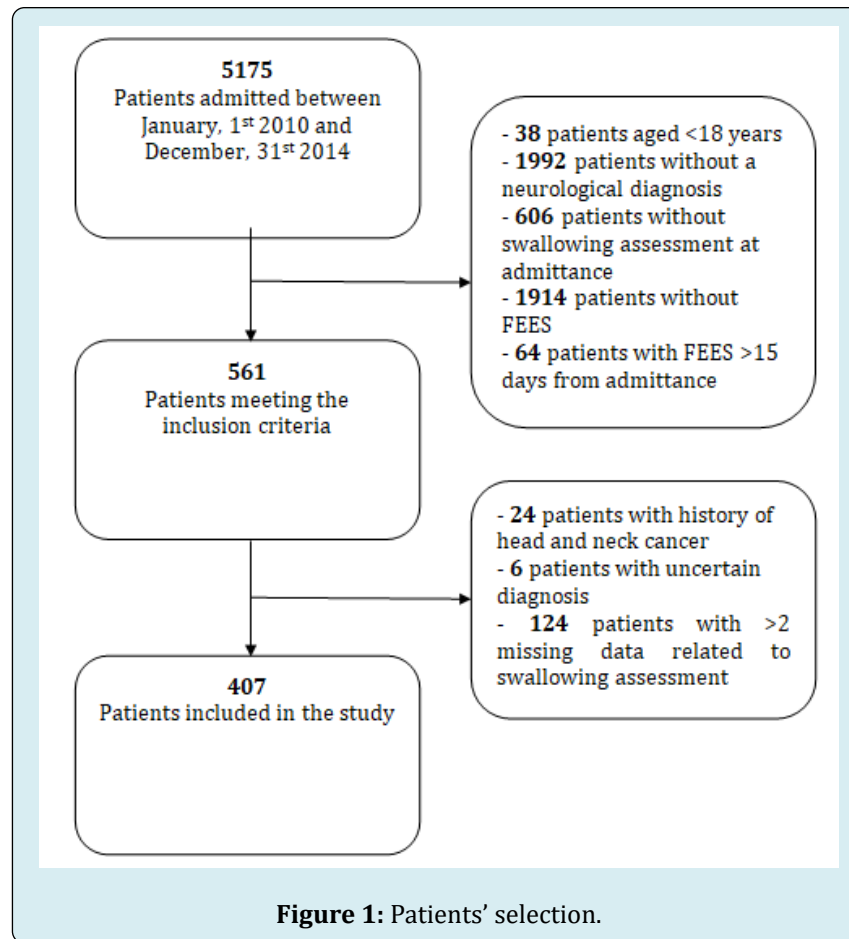 5175
Patients admitted between
January, 1st 2010 and
December, 31st 2014
- 38 patients aged <18 years
- 1992 patients without a
neurological diagnosis
- 606 patients without
swallowing assessment at
admittance
- 1914 patients without
FEES
- 64 patients with FEES >15
days from admittance
561
Patients meeting the
inclusion criteria
- 24 patients with history of
head and neck cancer
- 6 patients with uncertain
diagnosis
- 124 patients with >2
missing data related to
swallowing assessment
407
Patients included in the study
Figure 1: Patients’ selection.